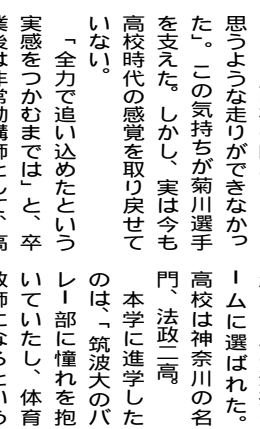 思うような走りができなかっ
た」。この気持ちが菊川選手
を支えた。しかし、実は今も
高校時代の感覚を取り戻せて
いない。
「全力で追い込めたという
実感をつかむまでは」と、卒
業後は非常勤講師として、高
ームに選ばれた。
高校は神奈川の名
門、法政二高。
本学に進学した
のは、「筑波大のバ
レー部に憧れを抱
いていたし、体育
教師になるという